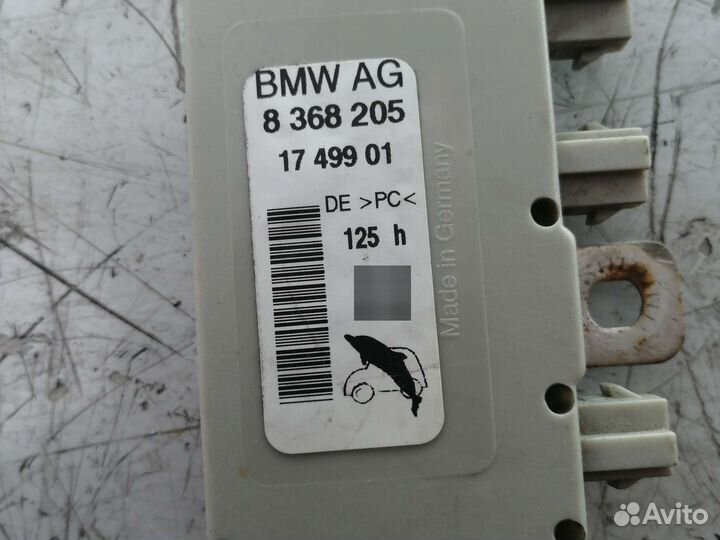 BMW AG
8 368 205
17 499 01
DE >PC<
125 h
Made in Germany
Avito